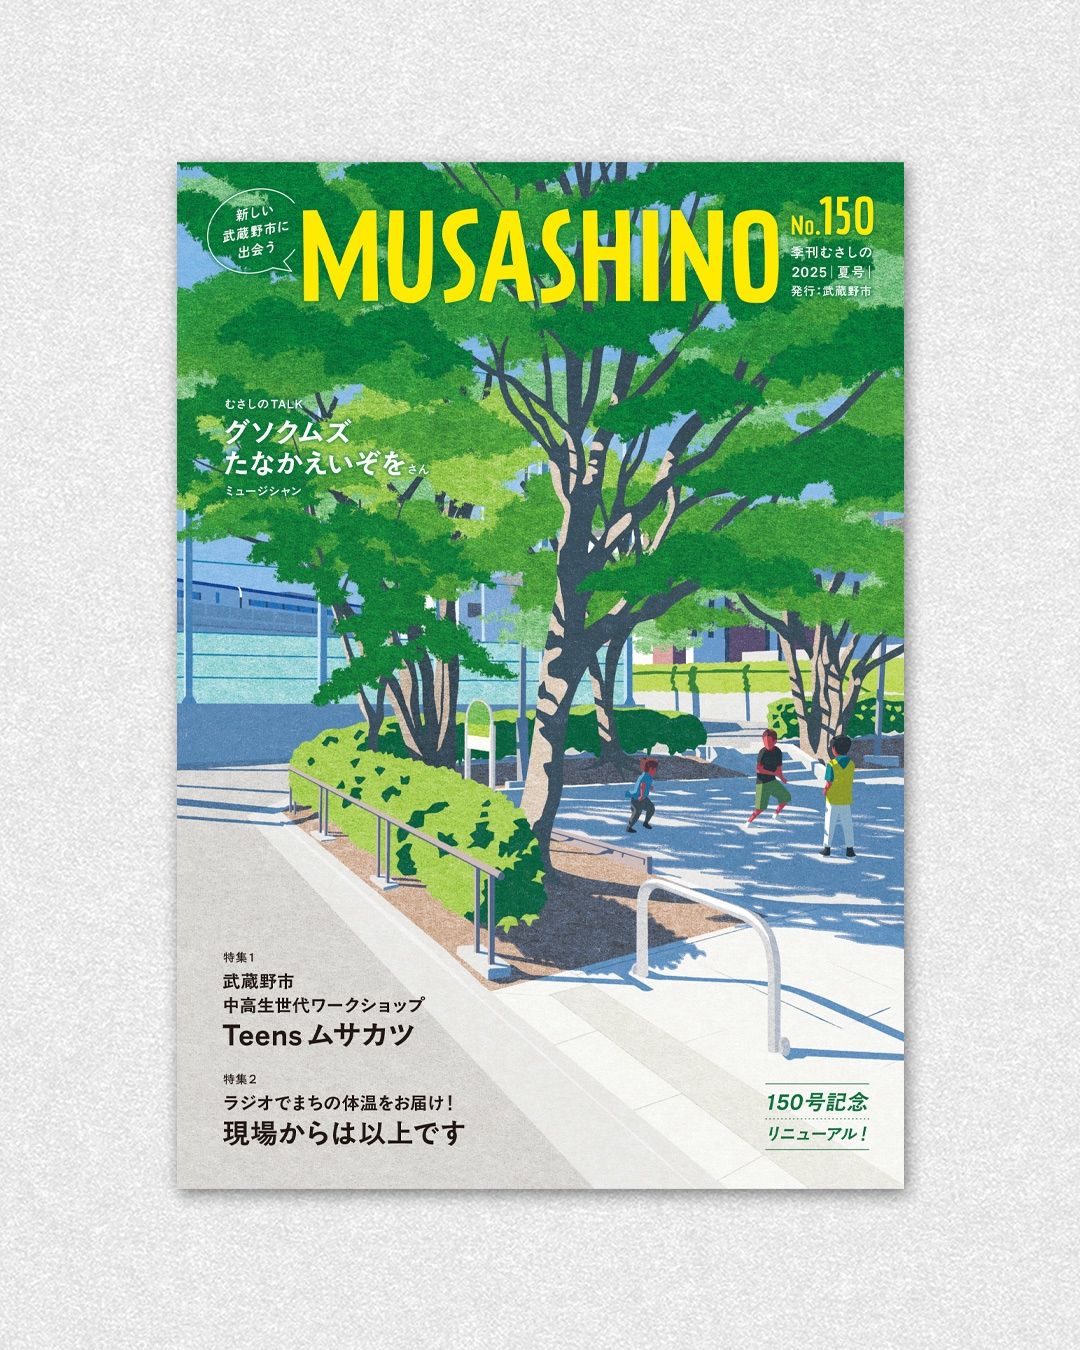 新しい
武蔵野市に
出会う
MUSASHINO
No.150
季刊むさしの
2025|夏号|
発行:武蔵野市
むさしのTALK
グソクムズ
たなかえいぞをさん
ミュージシャン
特集1
武蔵野市
中高生世代ワークショップ
Teensムサカツ
特集2
ラジオでまちの体温をお届け!
現場からは以上です
150号記念
リニューアル!